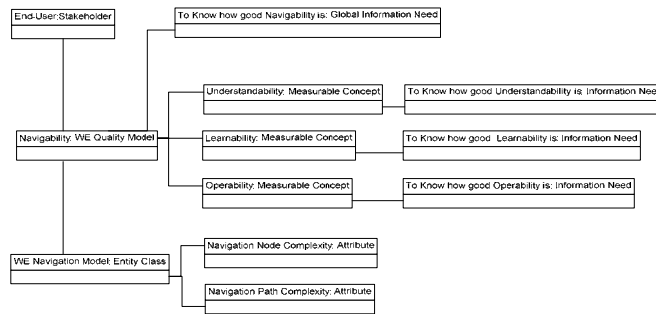 End-User:Stakeholder
To Know how good Navigability is: Global Information Need
Understandability: Measurable Concept
To Know how good Understandability is: Information Nee
Navigability: WE Quality Model
Learnability: Measurable Concept
To Know how good Learnability is: Information Need
Operability: Measurable Concept
To Know how good Operability is: Information Need
WE Navigation Model: Entity Class
Navigation Node Complexity: Attribute
Navigation Path Complexity: Attribute